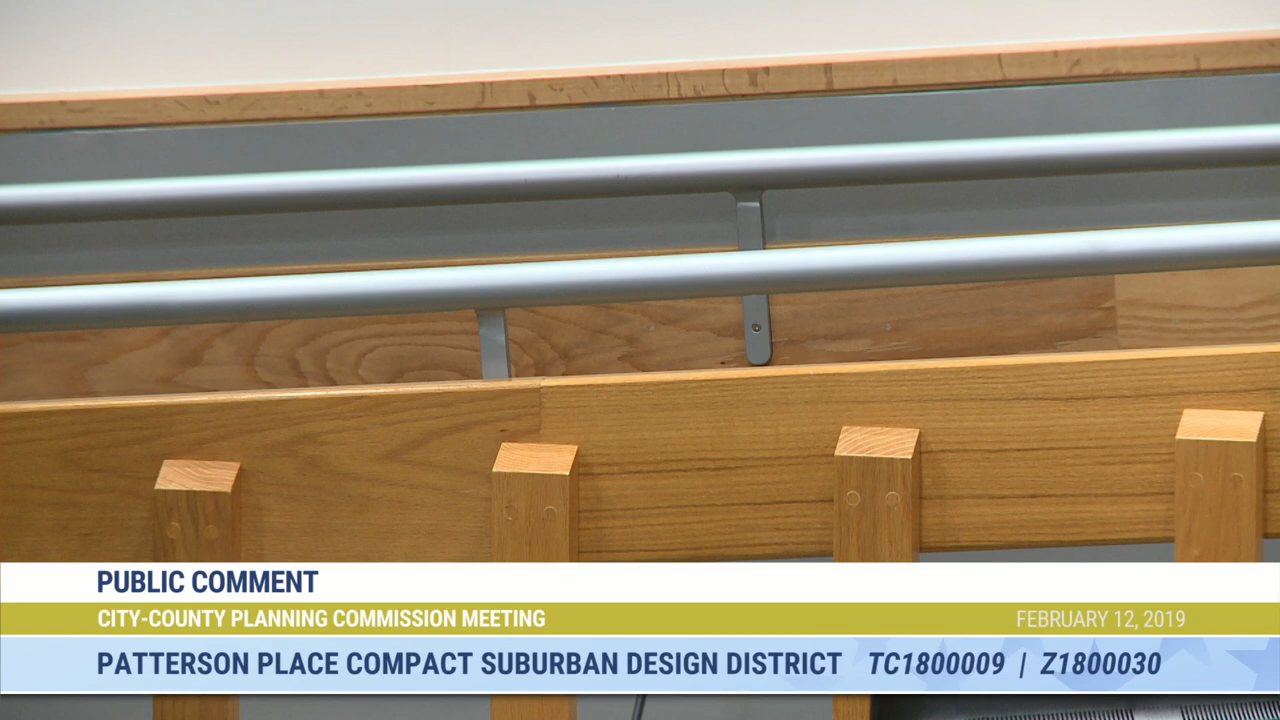 PUBLIC COMMENT
CITY-COUNTY PLANNING COMMISSION MEETING FEBRUARY 12, 2019
PATTERSON PLACE COMPACT SUBURBAN DESIGN DISTRICT TC1800009 | Z1800030